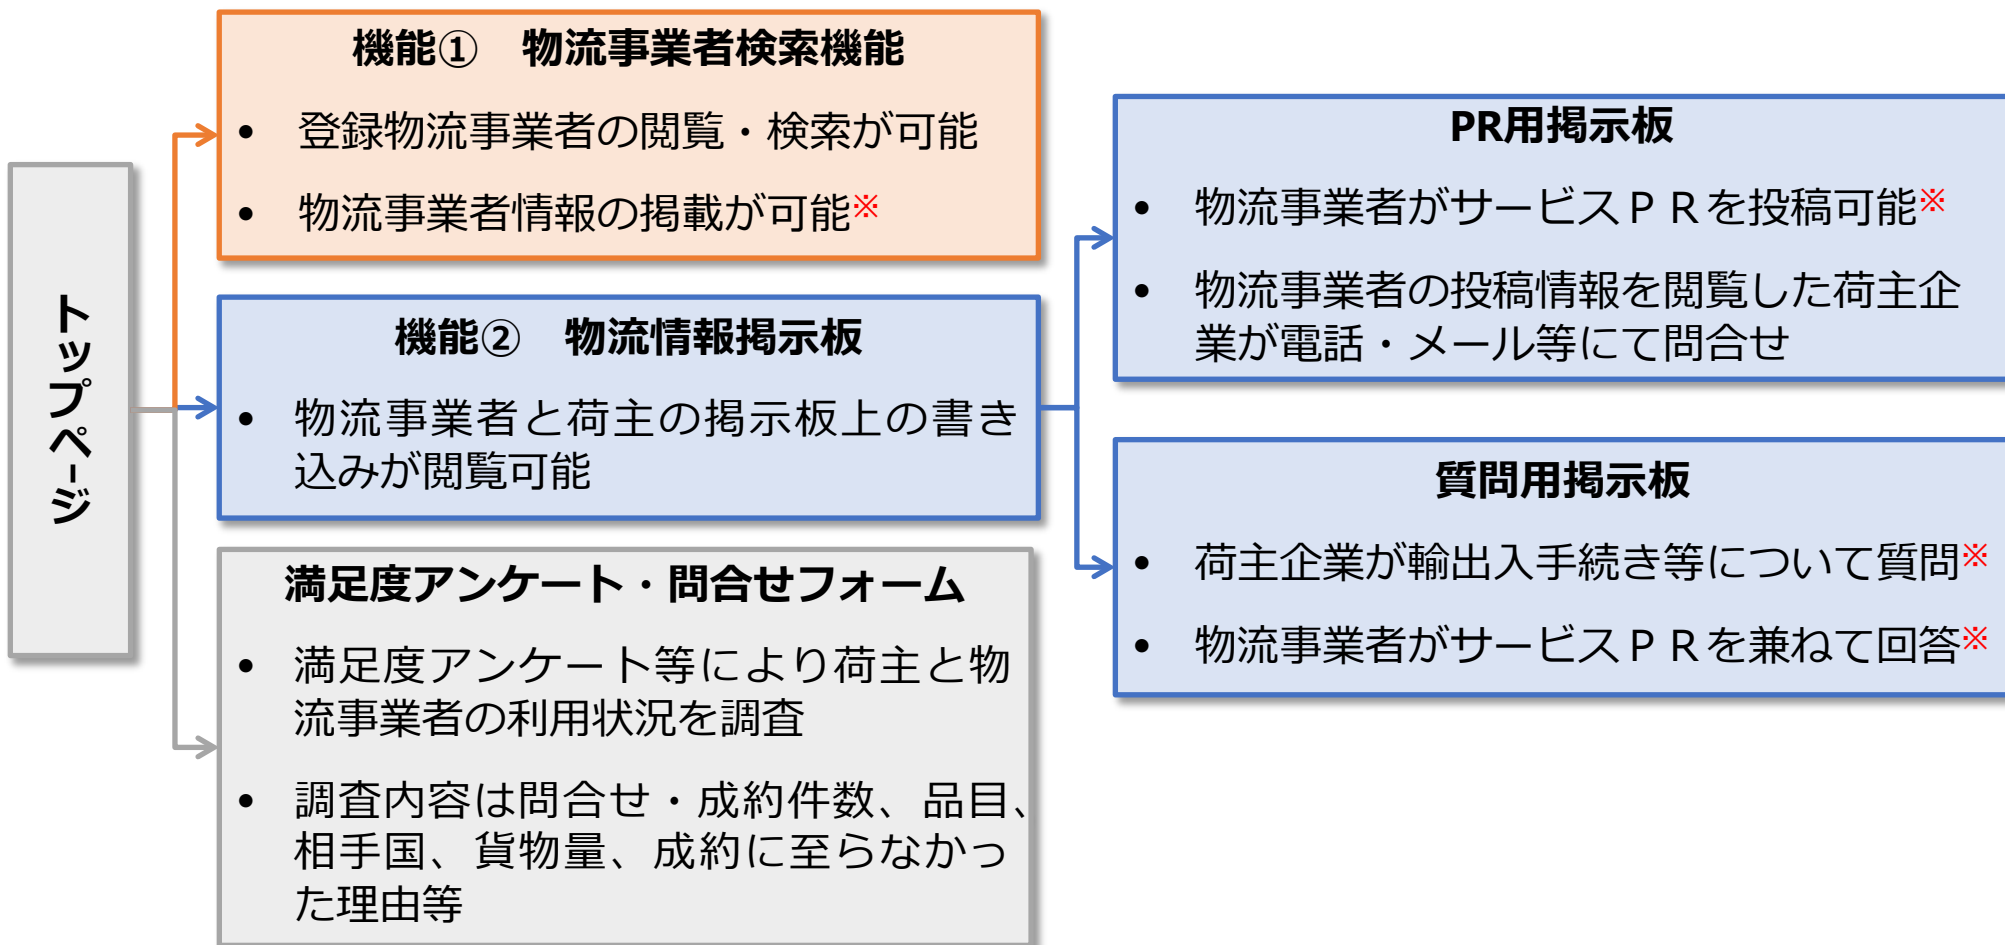 トップページ
機能①　物流事業者検索機能
• 登録物流事業者の閲覧・検索が可能
• 物流事業者情報の掲載が可能※
機能②　物流情報掲示板
• 物流事業者と荷主の掲示板上の書き
込みが閲覧可能
満足度アンケート・問合せフォーム
• 満足度アンケート等により荷主と物
流事業者の利用状況を調査
• 調査内容は問合せ・成約件数、品目、
相手国、貨物量、成約に至らなかっ
た理由等
PR用掲示板
• 物流事業者がサービスＰＲを投稿可能※
• 物流事業者の投稿情報を閲覧した荷主企
業が電話・メール等にて問合せ
質問用掲示板
• 荷主企業が輸出入手続き等について質問※
• 物流事業者がサービスＰＲを兼ねて回答※